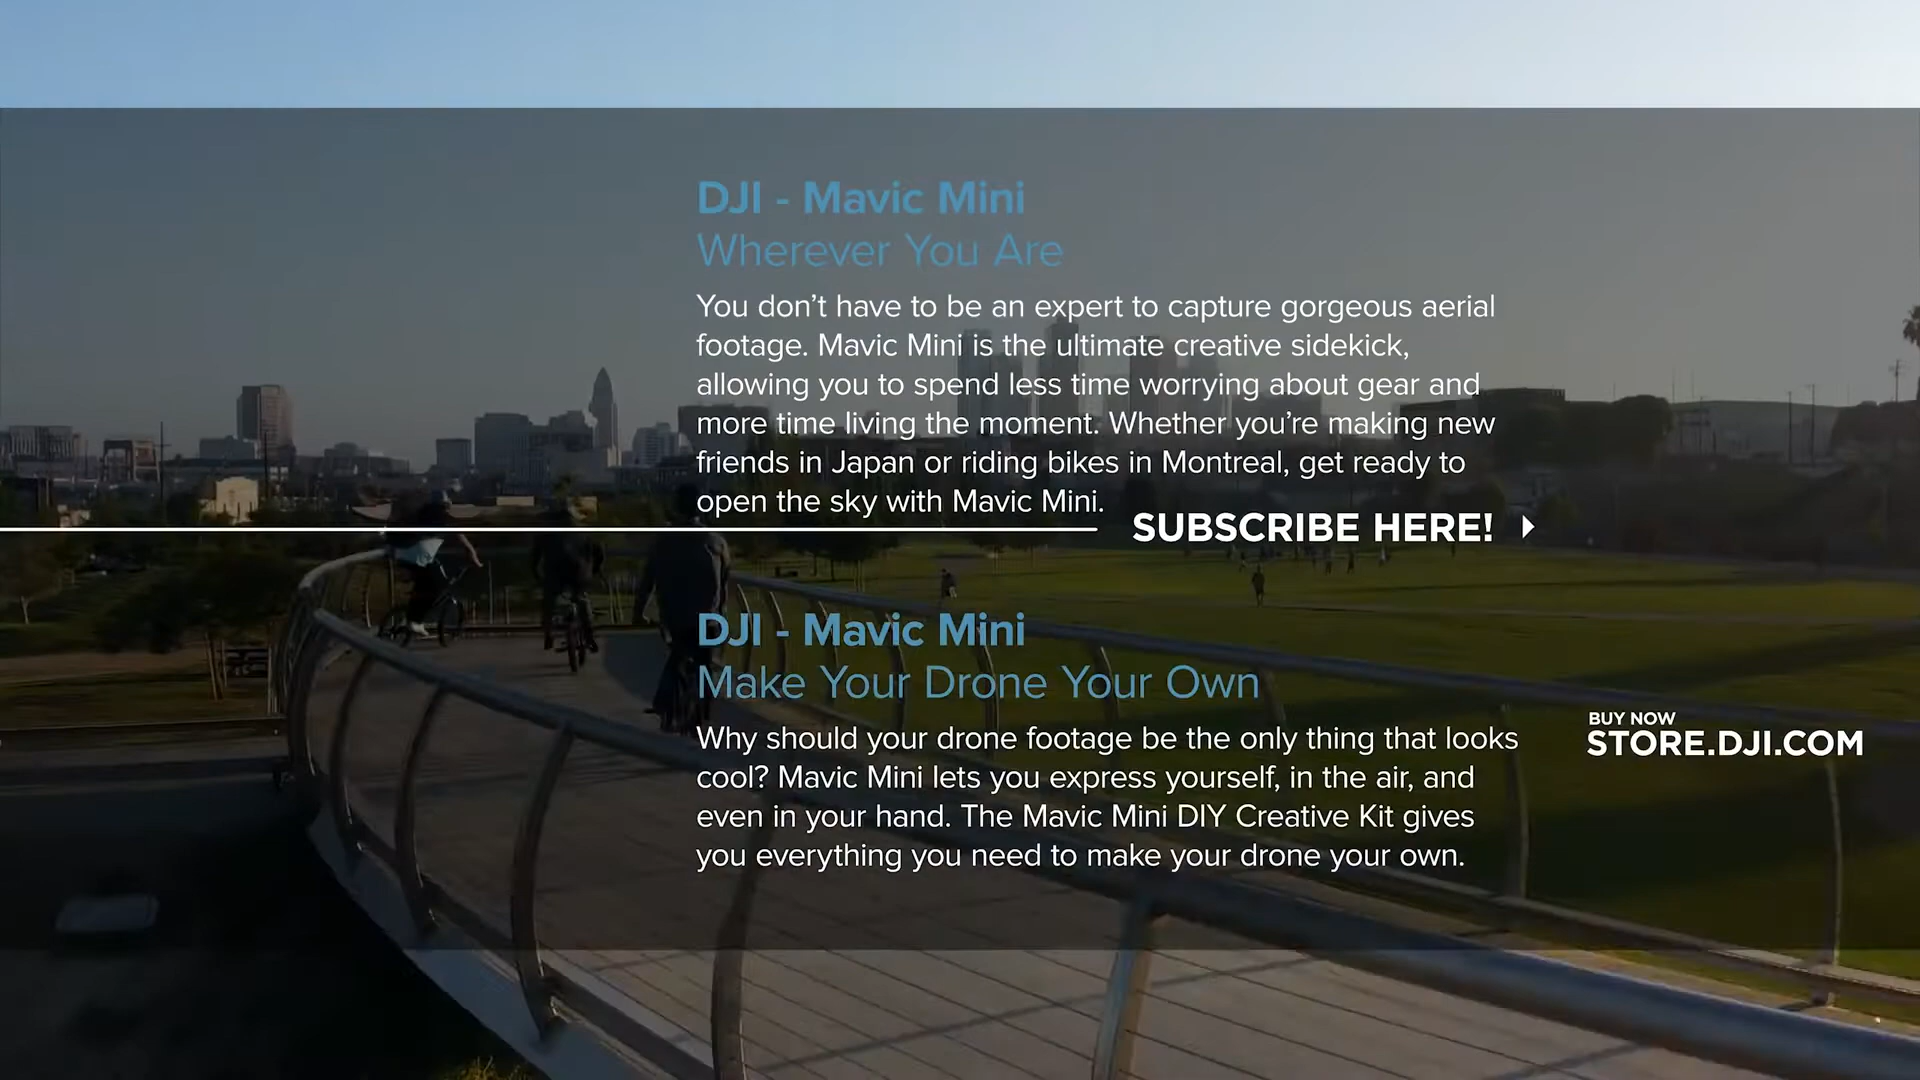 DJI - Mavic Mini
Wherever You Are
You don’t have to be an expert to capture gorgeous aerial
footage. Mavic Mini is the ultimate creative sidekick,
allowing you to spend less time worrying about gear and
more time living the moment. Whether you’re making new
friends in Japan or riding bikes in Montreal, get ready to
open the sky with Mavic Mini.
SUBSCRIBE HERE!
DJI - Mavic Mini
Make Your Drone Your Own
Why should your drone footage be the only thing that looks
cool? Mavic Mini lets you express yourself, in the air, and
even in your hand. The Mavic Mini DIY Creative Kit gives
you everything you need to make your drone your own.
BUY NOW
STORE.DJI.COM